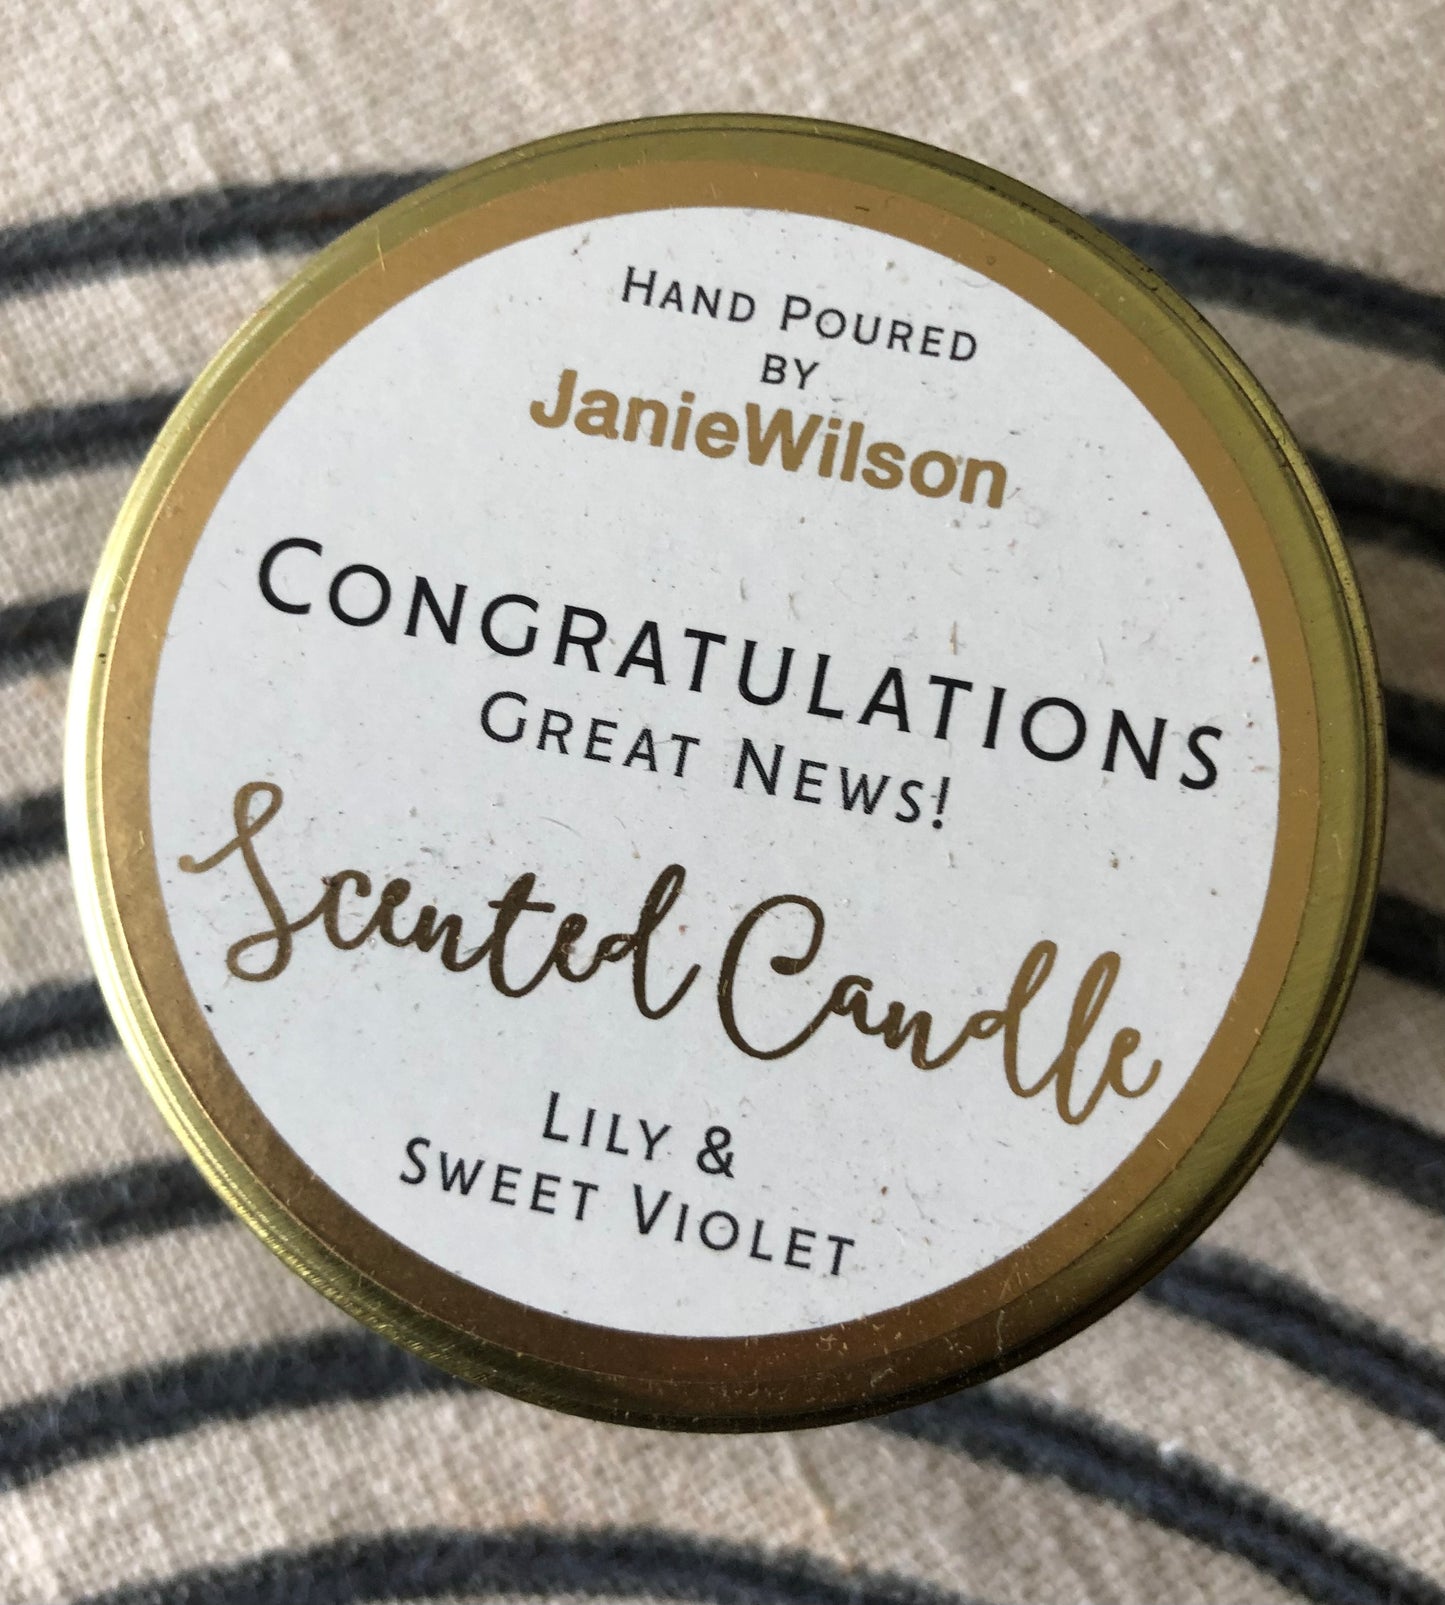 Hand Poured
by
JanieWilson
Congratulations
Great News!
Scented Candle
Lily &
Sweet Violet